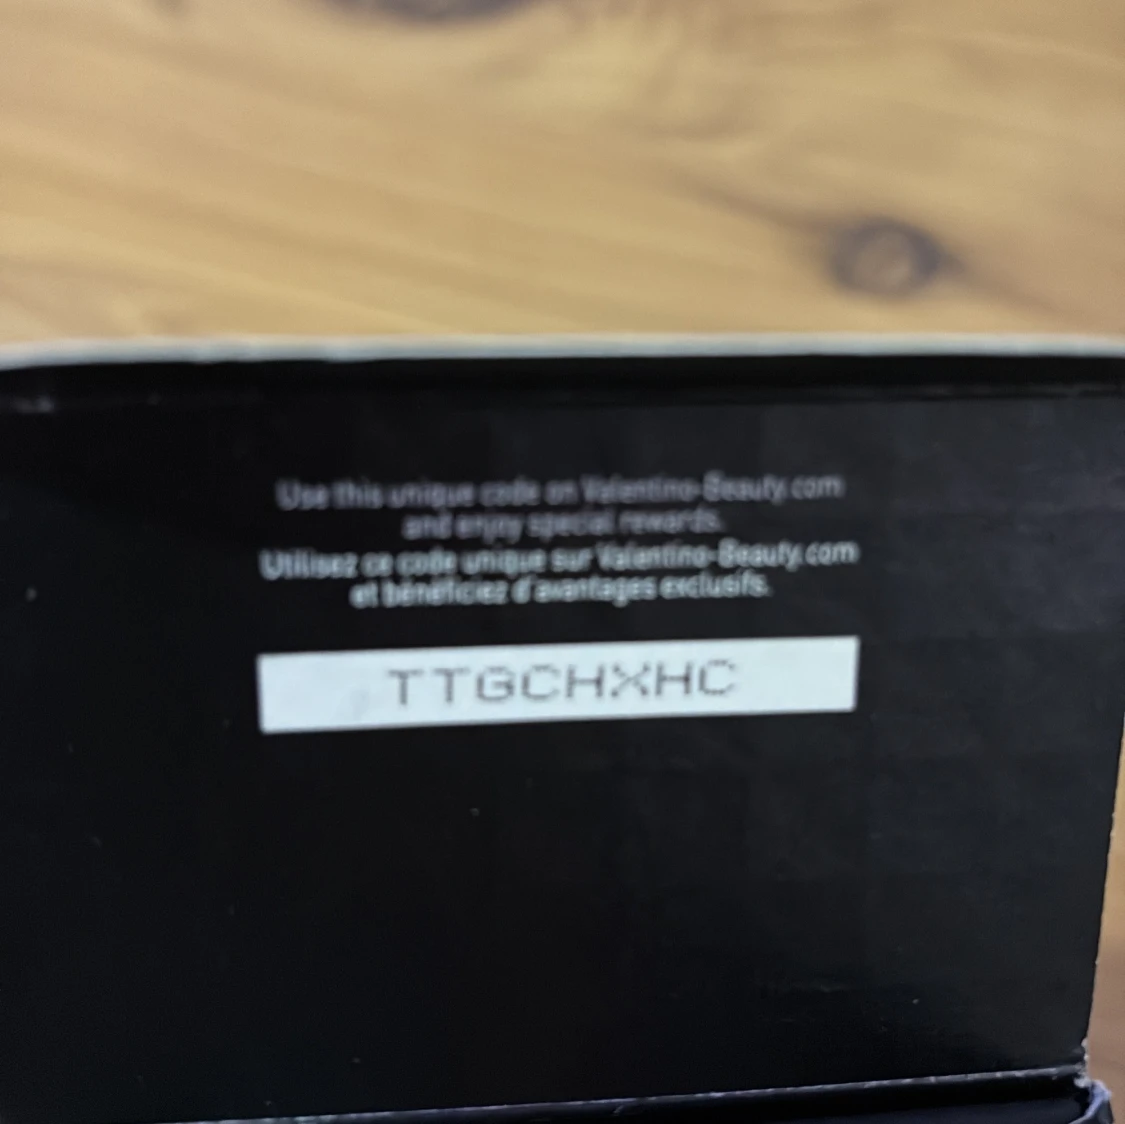 Use this unique code on Valentino-Beauty.com
and enjoy special rewards.
Utilisez ce code unique sur Valentino-Beauty.com
et bénéficiez d'avantages exclusifs.
TTGCHXHC